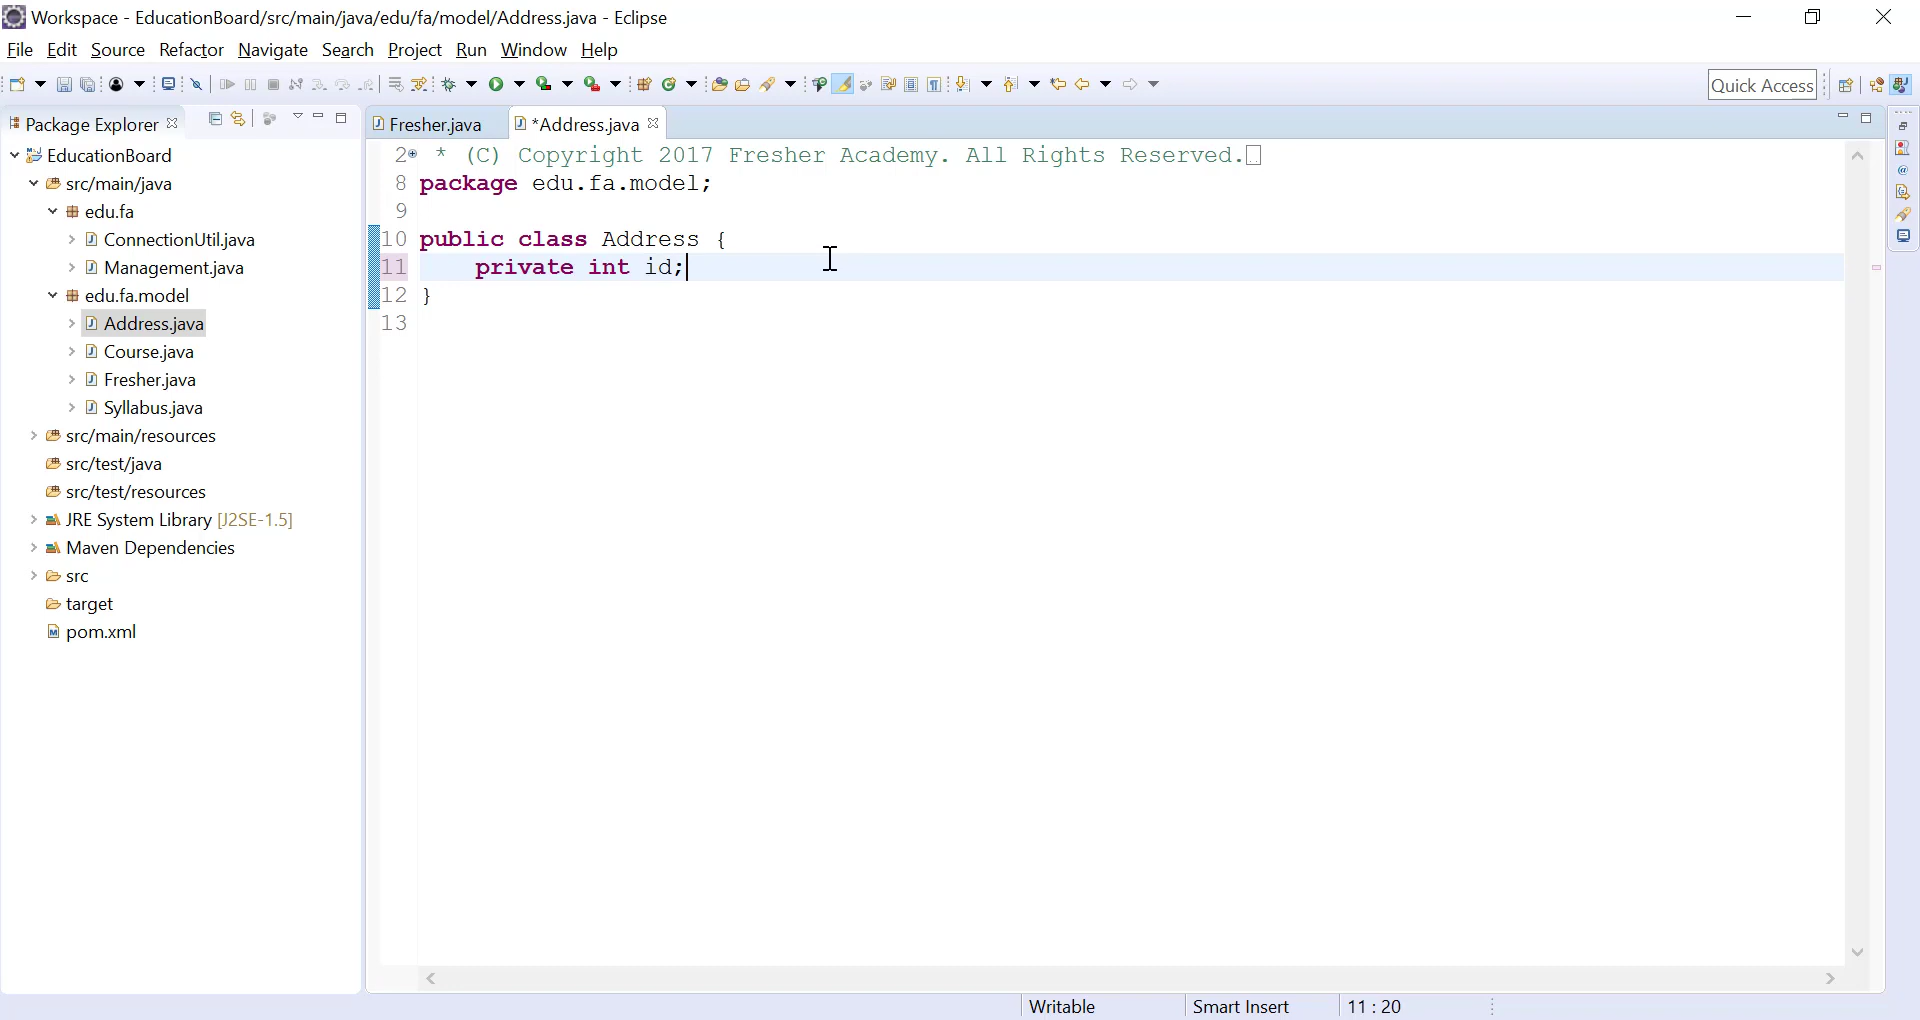 Workspace - EducationBoard/src/main/java/edu/fa/model/Address.java - Eclipse
File Edit Source Refactor Navigate Search Project Run Window Help
Quick Access
Package Explorer
Fresher.java
*Address.java
EducationBoard
src/main/java
edu.fa
ConnectionUtil.java
Management.java
edu.fa.model
Address.java
Course.java
Fresher.java
Syllabus.java
src/main/resources
src/test/java
src/test/resources
JRE System Library [J2SE-1.5]
Maven Dependencies
src
target
pom.xml
2 * (C) Copyright 2017 Fresher Academy. All Rights Reserved.
8 package edu.fa.model;
9
10 public class Address {
11 private int id;
12 }
13
Writable Smart Insert 11 : 20